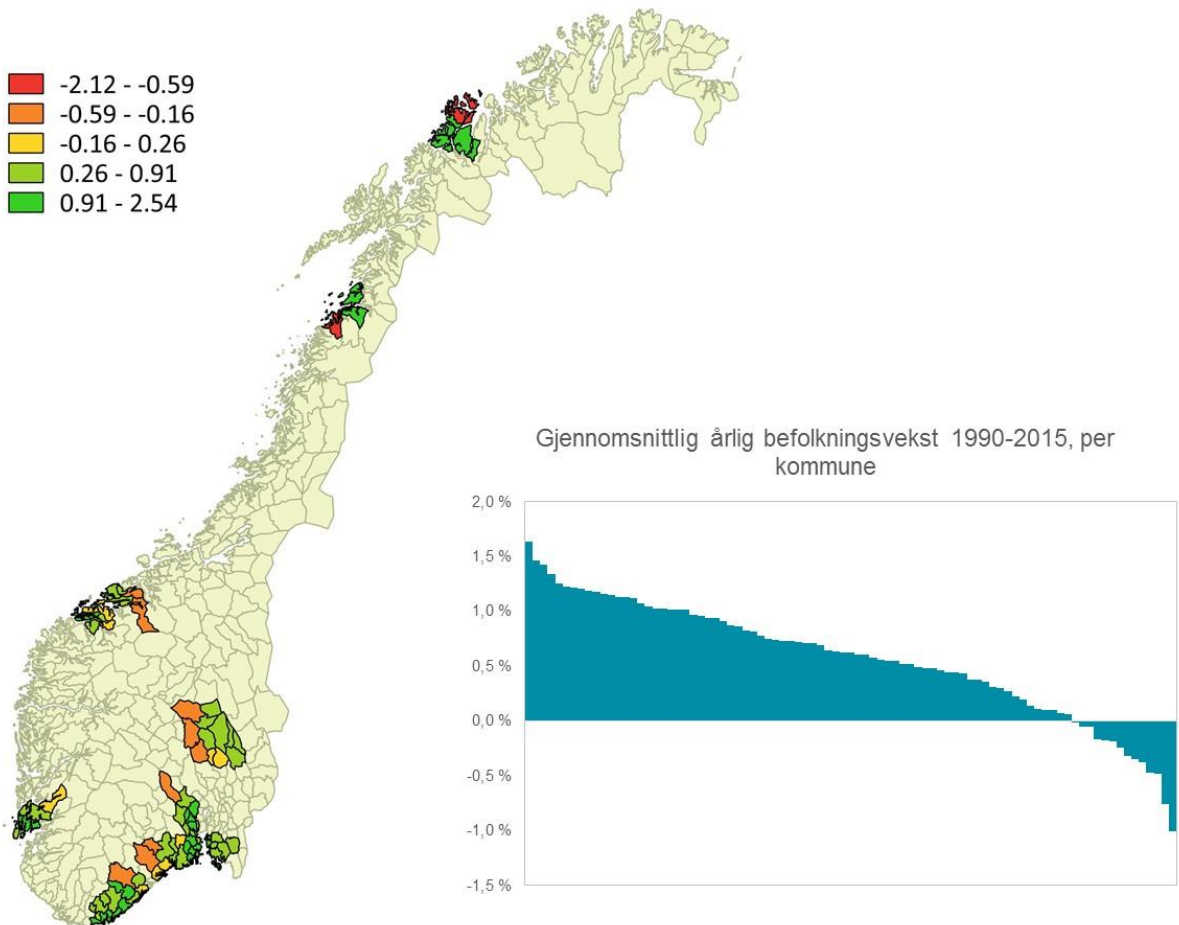 -2.12 - -0.59
-0.59 - -0.16
-0.16 - 0.26
0.26 - 0.91
0.91 - 2.54
Gjennomsnittlig årlig befolkningsvekst 1990-2015, per
kommune
2,0 %
1,5 %
1,0 %
0,5 %
0,0 %
-0,5 %
-1,0 %
-1,5 %